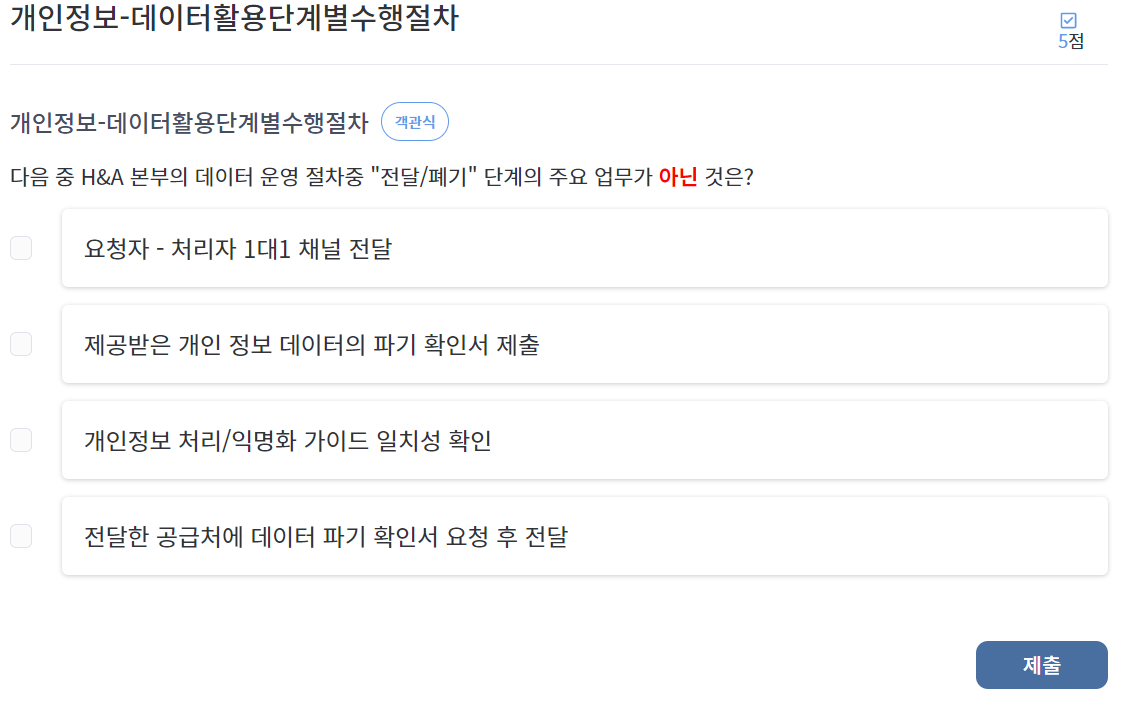 개인정보-데이터활용단계별수행절차
5점
개인정보-데이터활용단계별수행절차 객관식
다음 중 H&A 본부의 데이터 운영 절차중 "전달/폐기" 단계의 주요 업무가 아닌 것은?
요청자 - 처리자 1대1 채널 전달
제공받은 개인 정보 데이터의 파기 확인서 제출
개인정보 처리/익명화 가이드 일치성 확인
전달한 공급처에 데이터 파기 확인서 요청 후 전달
제출